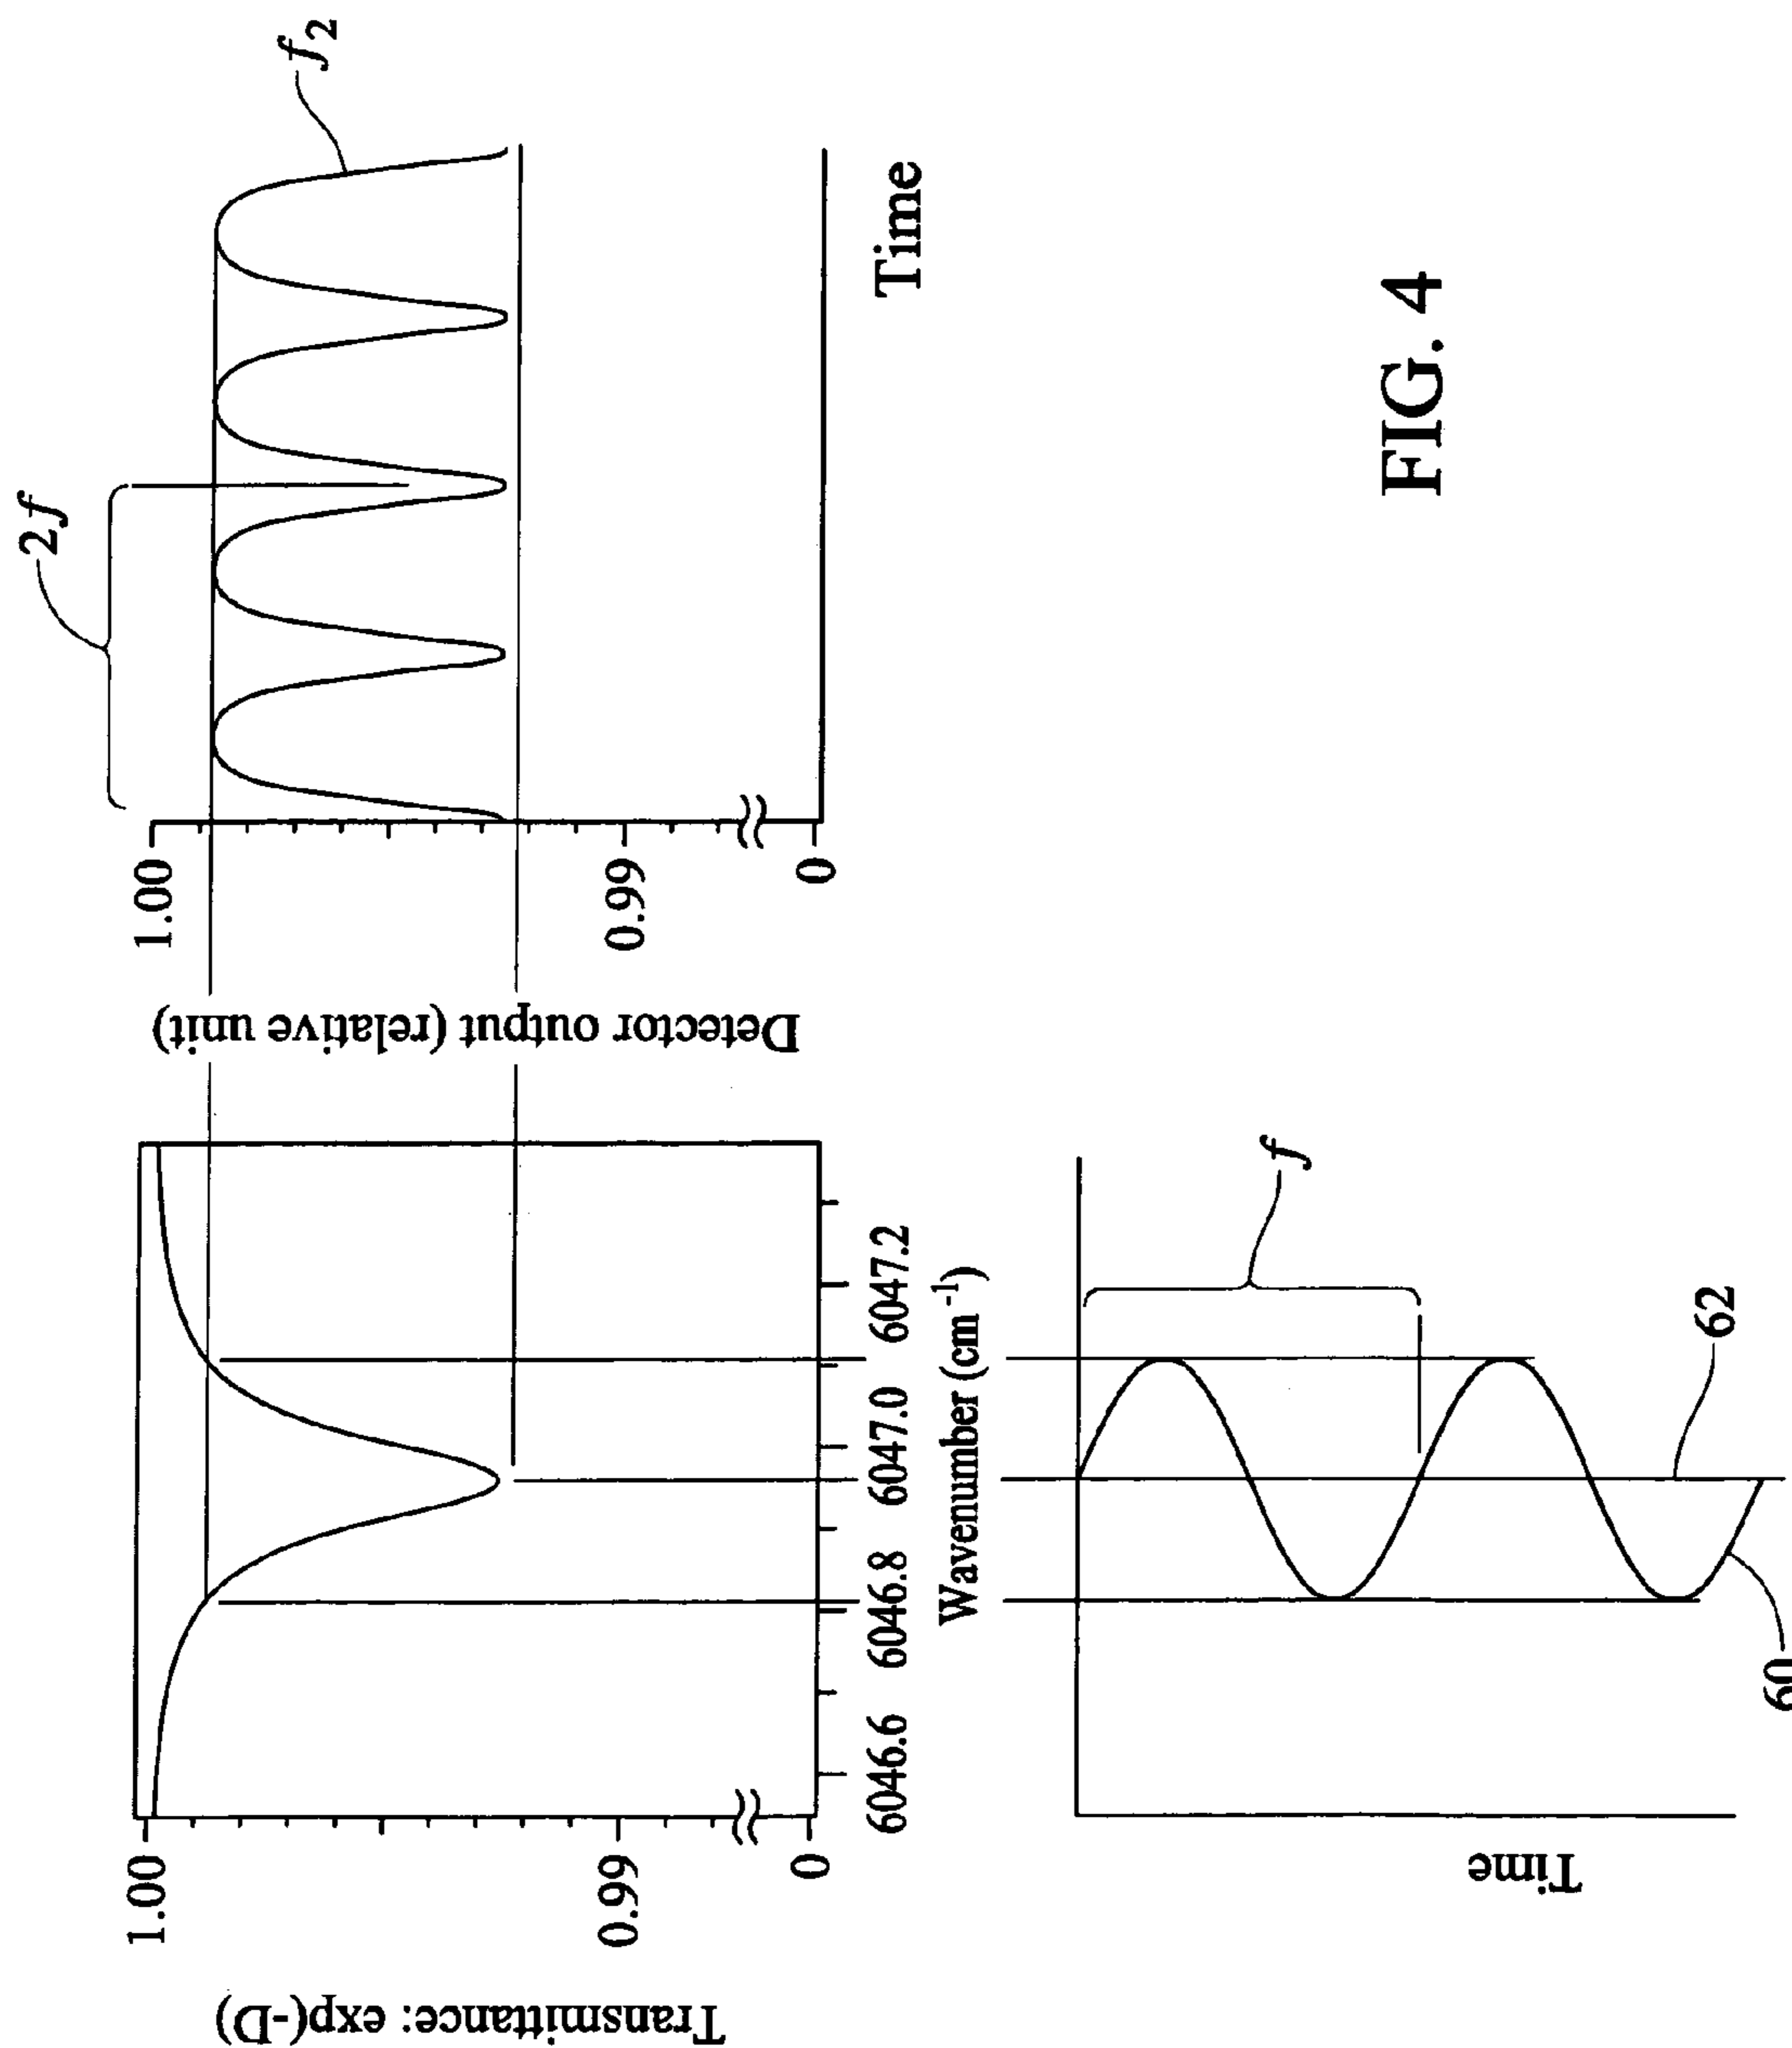 Transmittance: exp(-D)
1.00
0.99
0
6046.6 6046.8 6047.0 6047.2
Wavenumber (cm⁻¹)
Detector output (relative unit)
1.00
0.99
0
2f
f₂
Time
Time
f
60
62
FIG. 4